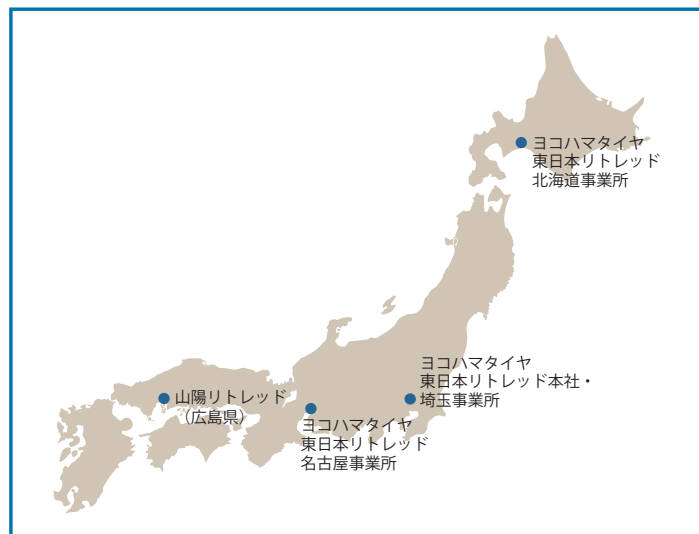 ヨコハマタイヤ
東日本リトレッド
北海道事業所
ヨコハマタイヤ
東日本リトレッド本社・
埼玉事業所
山陽リトレッド
（広島県）
ヨコハマタイヤ
東日本リトレッド
名古屋事業所